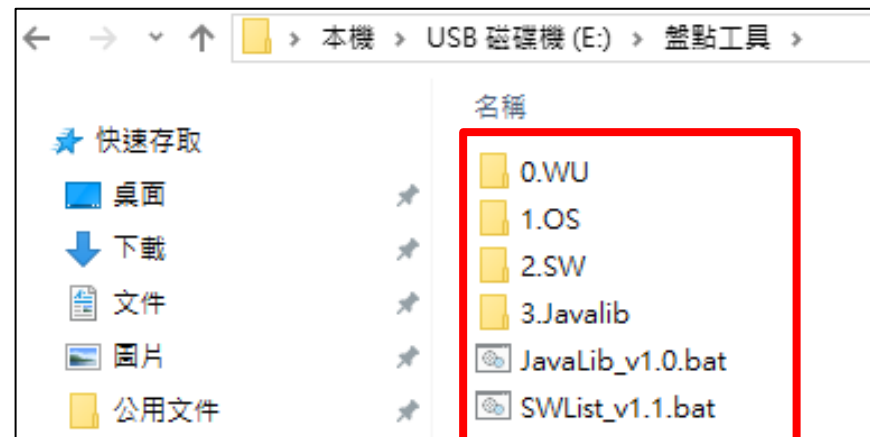 本機 > USB 磁碟機 (E:) > 盤點工具 >
名稱
快速存取
桌面
下載
文件
圖片
公用文件
0.WU
1.OS
2.SW
3.Javalib
JavaLib_v1.0.bat
SWList_v1.1.bat